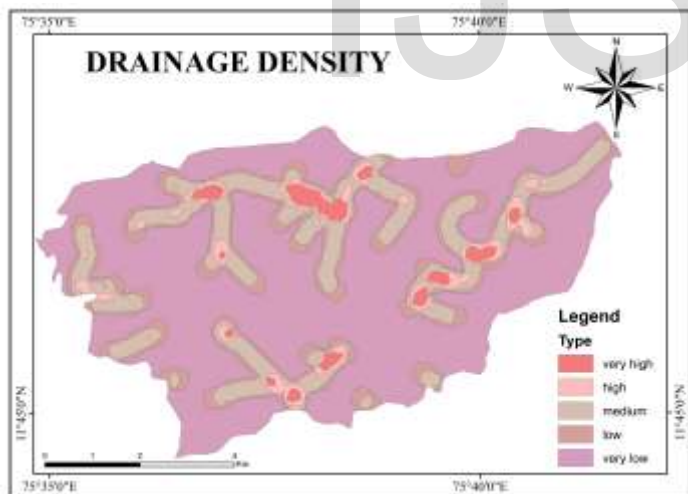 75°35'0"E 75°40'0"E
DRAINAGE DENSITY
N
W E
S
Legend
Type
very high
high
medium
low
very low
11°45'0"N 11°45'0"N
0 1 2 4
75°35'0"E 75°40'0"E